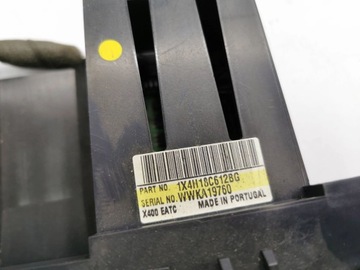 PART NO. 1X4H18C612BG
SERIAL NO. WWKA19760
X400 EATC MADE IN PORTUGAL